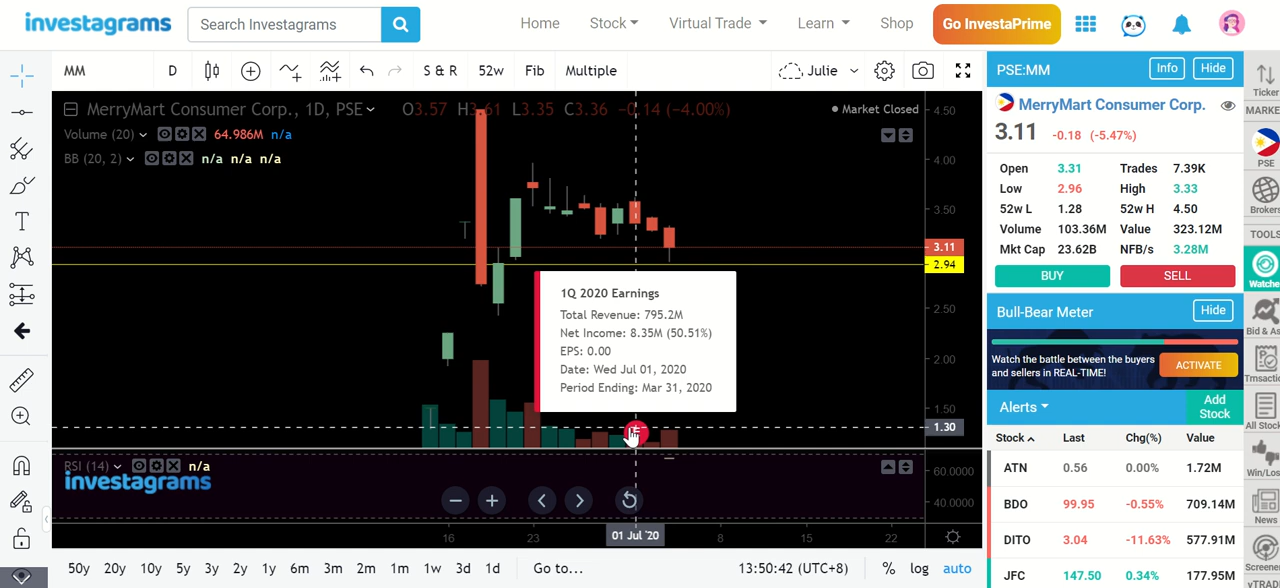 investagrams
Search Investagrams
Home
Stock
Virtual Trade
Learn
Shop
Go InvestaPrime
MM
D
S & R
52w
Fib
Multiple
Julie
MerryMart Consumer Corp., 1D, PSE
O3.57 H3.61 L3.35 C3.36 −0.14 (−4.00%)
Market Closed
Volume (20)
64.986M n/a
BB (20, 2)
n/a n/a n/a
4.50
4.00
3.50
3.11
2.94
2.50
2.00
1.50
1.30
1Q 2020 Earnings
Total Revenue: 795.2M
Net Income: 8.35M (50.51%)
EPS: 0.00
Date: Wed Jul 01, 2020
Period Ending: Mar 31, 2020
E
RSI (14)
n/a
investagrams
60.0000
40.0000
16
23
01 Jul '20
8
15
22
50y 20y 10y 5y 3y 2y 1y 6m 3m 2m 1m 1w 3d 1d
Go to...
13:50:42 (UTC+8)
% log auto
PSE:MM
Info
Hide
MerryMart Consumer Corp.
3.11 -0.18 (-5.47%)
Open 3.31 Trades 7.39K
Low 2.96 High 3.33
52w L 1.28 52w H 4.50
Volume 103.36M Value 323.12M
Mkt Cap 23.62B NFB/s 3.28M
BUY
SELL
Bull-Bear Meter
Hide
Watch the battle between the buyers
and sellers in REAL-TIME!
ACTIVATE
Alerts
Add
Stock
Stock Last Chg(%) Value
ATN 0.56 0.00% 1.72M
BDO 99.95 -0.55% 709.14M
DITO 3.04 -11.63% 577.91M
JFC 147.50 0.34% 177.95M
Ticker
MARKE
PSE
Brokers
TOOLS
Watche
Bid & As
Tmsactio
All Stock
Win/Los
News
Screene
vTRADE